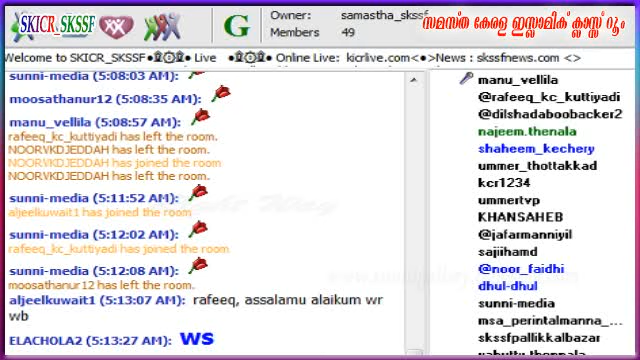 SKICR_SKSSF
G
Owner: samastha_skssf
Members 49
സമസ്ത കേരള ഇസ്ലാമിക് ക്ലാസ്സ് റൂം
Welcome to SKICR_SKSSF Live Online Live: kicrlive.com<●>News : skssfnews.com <>
sunni-media (5:08:03 AM):
moosathanur12 (5:08:35 AM):
manu_vellila (5:08:57 AM):
rafeeq_kc_kuttiyadi has left the room.
NOORVKDJEDDAH has left the room.
NOORVKDJEDDAH has joined the room
NOORVKDJEDDAH has left the room.
sunni-media (5:11:52 AM):
aljeelkuwait1 has joined the room
sunni-media (5:12:02 AM):
rafeeq_kc_kuttiyadi has joined the room
sunni-media (5:12:08 AM):
moosathanur12 has left the room.
aljeelkuwait1 (5:13:07 AM): rafeeq, assalamu alaikum wr
wb
ELACHOLA2 (5:13:27 AM): ws
manu_vellila
@rafeeq_kc_kuttiyadi
@dilshadaboobacker2
najeem.thenala
shaheem_kechery
ummer_thottakkad
kcr1234
ummertvp
KHANSAHEB
@jafarmanniyil
sajiihamd
@noor_faidhi
dhul-dhul
sunni-media
msa_perintalmanna_...
skssfpallikkalbazar